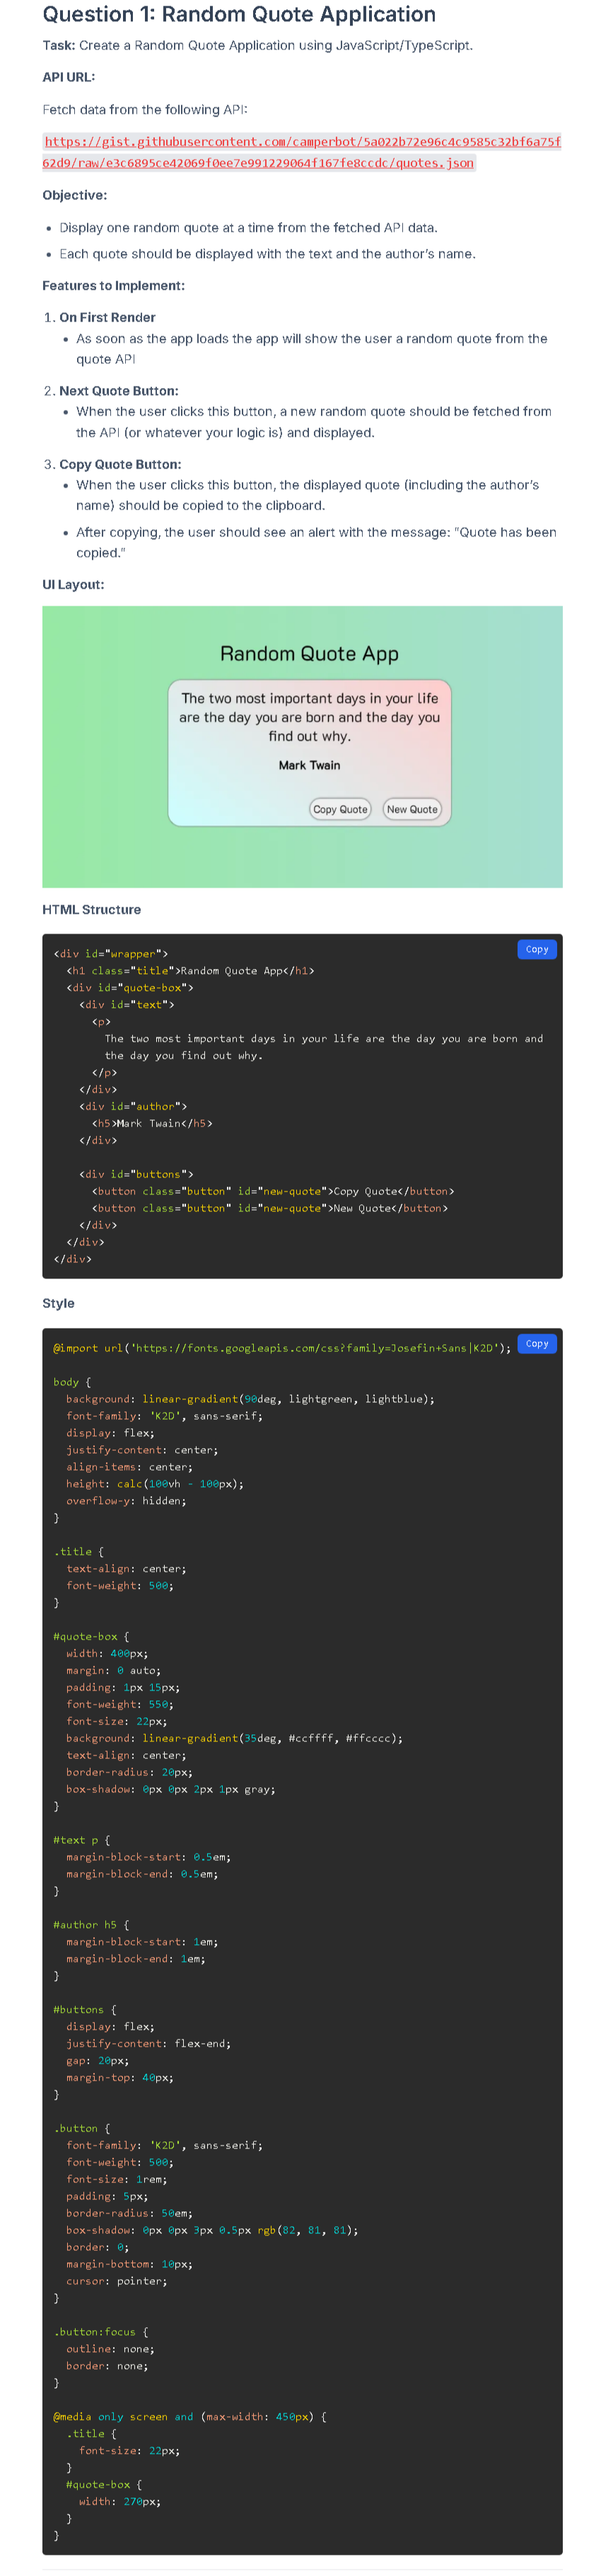 Question 1: Random Quote Application
Task: Create a Random Quote Application using JavaScript/TypeScript.
API URL:
Fetch data from the following API:
https://gist.githubusercontent.com/camperbot/5a022b72e96c4c9585c32bf6a75f
62d9/raw/e3c6895ce42069f0ee7e991229064f167fe8ccdc/quotes.json
Objective:
• Display one random quote at a time from the fetched API data.
• Each quote should be displayed with the text and the author's name.
Features to Implement:
1. On First Render
• As soon as the app loads the app will show the user a random quote from the
quote API
2. Next Quote Button:
• When the user clicks this button, a new random quote should be fetched from
the API (or whatever your logic is) and displayed.
3. Copy Quote Button:
• When the user clicks this button, the displayed quote (including the author's
name) should be copied to the clipboard.
• After copying, the user should see an alert with the message: "Quote has been
copied."
UI Layout:
Random Quote App
The two most important days in your life
are the day you are born and the day you
find out why.
Mark Twain
Copy Quote New Quote
HTML Structure
Copy
<div id="wrapper">
  <h1 class="title">Random Quote App</h1>
  <div id="quote-box">
    <div id="text">
      <p>
        The two most important days in your life are the day you are born and
        the day you find out why.
      </p>
    </div>
    <div id="author">
      <h5>Mark Twain</h5>
    </div>

    <div id="buttons">
      <button class="button" id="new-quote">Copy Quote</button>
      <button class="button" id="new-quote">New Quote</button>
    </div>
  </div>
</div>
Style
Copy
@import url('https://fonts.googleapis.com/css?family=Josefin+Sans|K2D');

body {
  background: linear-gradient(90deg, lightgreen, lightblue);
  font-family: 'K2D', sans-serif;
  display: flex;
  justify-content: center;
  align-items: center;
  height: calc(100vh - 100px);
  overflow-y: hidden;
}

.title {
  text-align: center;
  font-weight: 500;
}

#quote-box {
  width: 400px;
  margin: 0 auto;
  padding: 1px 15px;
  font-weight: 550;
  font-size: 22px;
  background: linear-gradient(35deg, #ccffff, #ffcccc);
  text-align: center;
  border-radius: 20px;
  box-shadow: 0px 0px 2px 1px gray;
}

#text p {
  margin-block-start: 0.5em;
  margin-block-end: 0.5em;
}

#author h5 {
  margin-block-start: 1em;
  margin-block-end: 1em;
}

#buttons {
  display: flex;
  justify-content: flex-end;
  gap: 20px;
  margin-top: 40px;
}

.button {
  font-family: 'K2D', sans-serif;
  font-weight: 500;
  font-size: 1rem;
  padding: 5px;
  border-radius: 50em;
  box-shadow: 0px 0px 3px 0.5px rgb(82, 81, 81);
  border: 0;
  margin-bottom: 10px;
  cursor: pointer;
}

.button:focus {
  outline: none;
  border: none;
}

@media only screen and (max-width: 450px) {
  .title {
    font-size: 22px;
  }
  #quote-box {
    width: 270px;
  }
}